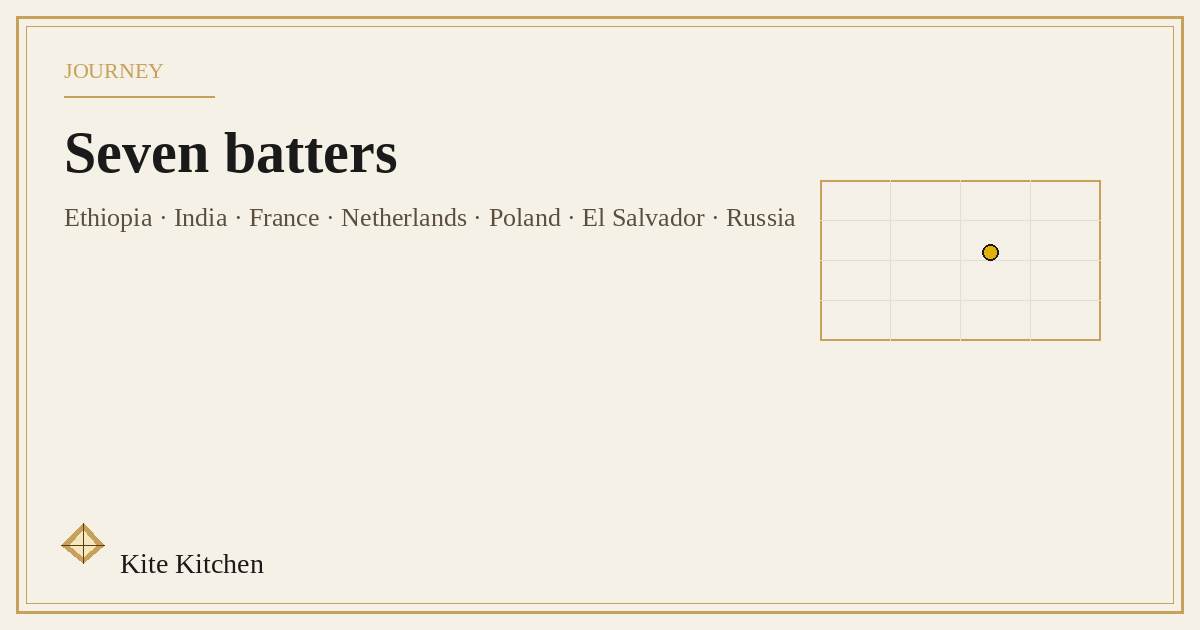 JOURNEY
Seven batters
Ethiopia · India · France · Netherlands · Poland · El Salvador · Russia
Kite Kitchen